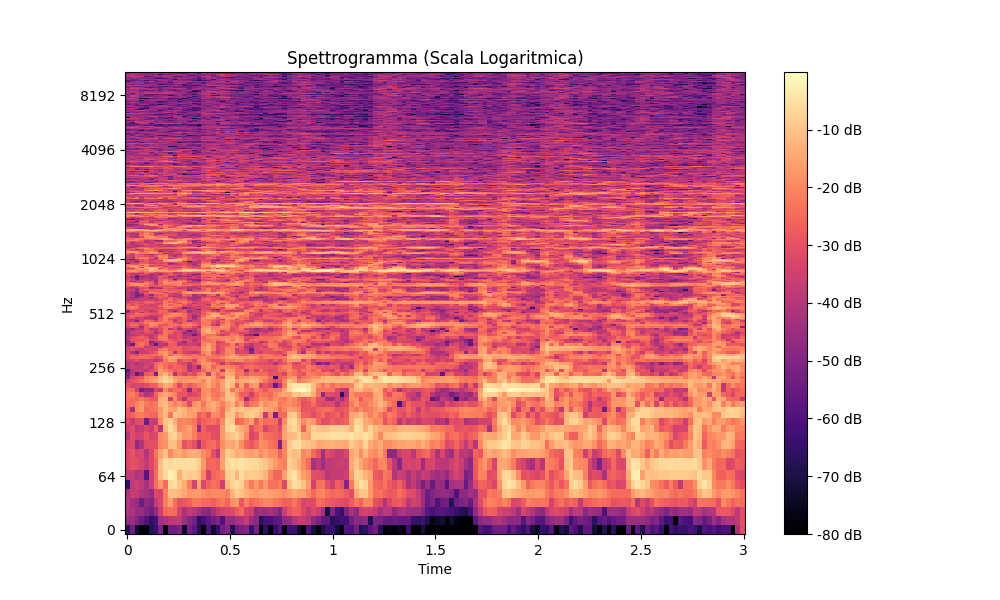 Spettrogramma (Scala Logaritmica)
8192
4096
2048
1024
512
256
128
64
0
Hz
0
0.5
1
1.5
2
2.5
3
Time
-10 dB
-20 dB
-30 dB
-40 dB
-50 dB
-60 dB
-70 dB
-80 dB